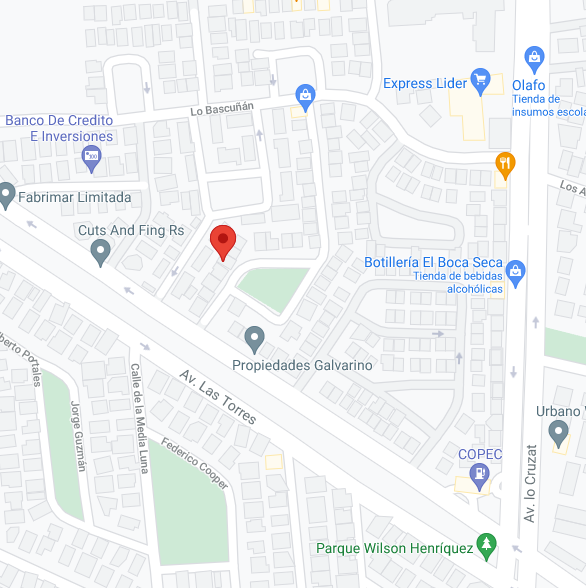 Express Lider
Olafo
Tienda de
insumos escola
Lo Bascuñán
Banco De Credito
E Inversiones
Fabrimar Limitada
Los A
Cuts And Fing Rs
Botillería El Boca Seca
Tienda de bebidas
alcohólicas
Propiedades Galvarino
lberto Portales
Calle de la Media Luna
Av. Las Torres
Jorge Guzmán
Urbano
Federico Cooper
COPEC
Av. lo Cruzat
Parque Wilson Henríquez